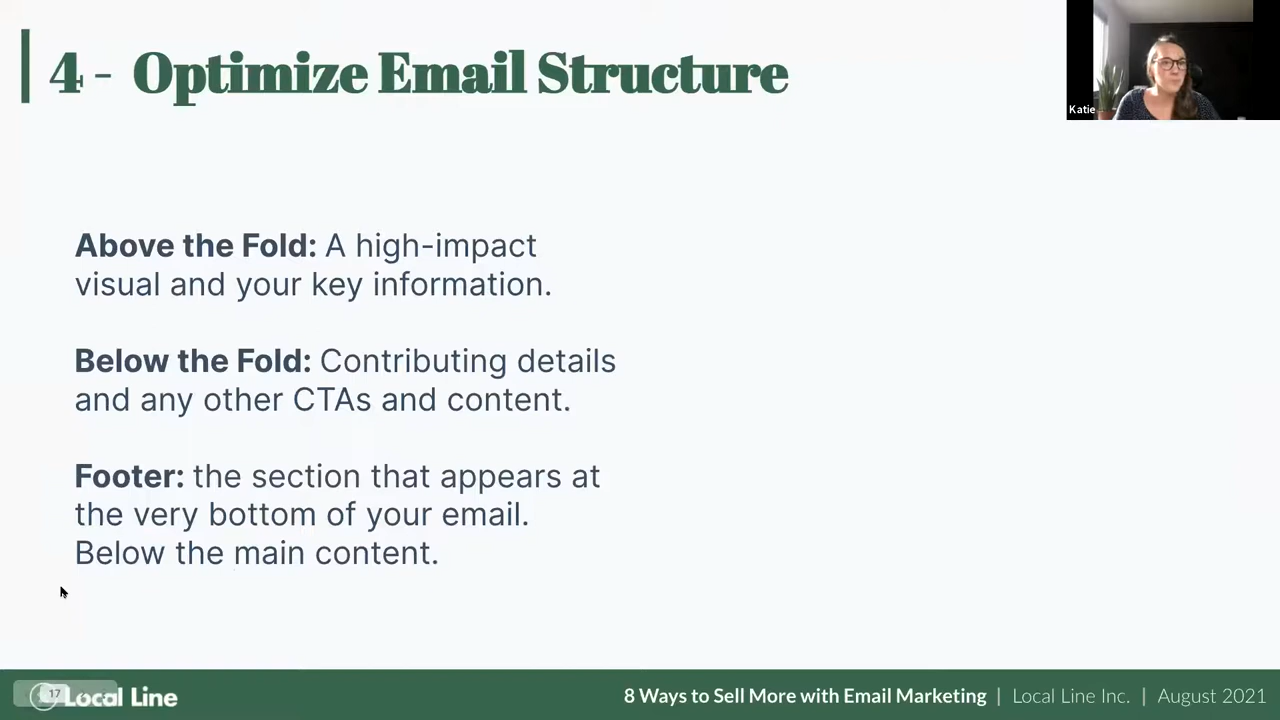 4 - Optimize Email Structure
Katie
Above the Fold: A high-impact
visual and your key information.
Below the Fold: Contributing details
and any other CTAs and content.
Footer: the section that appears at
the very bottom of your email.
Below the main content.
17
Local Line
8 Ways to Sell More with Email Marketing | Local Line Inc. | August 2021